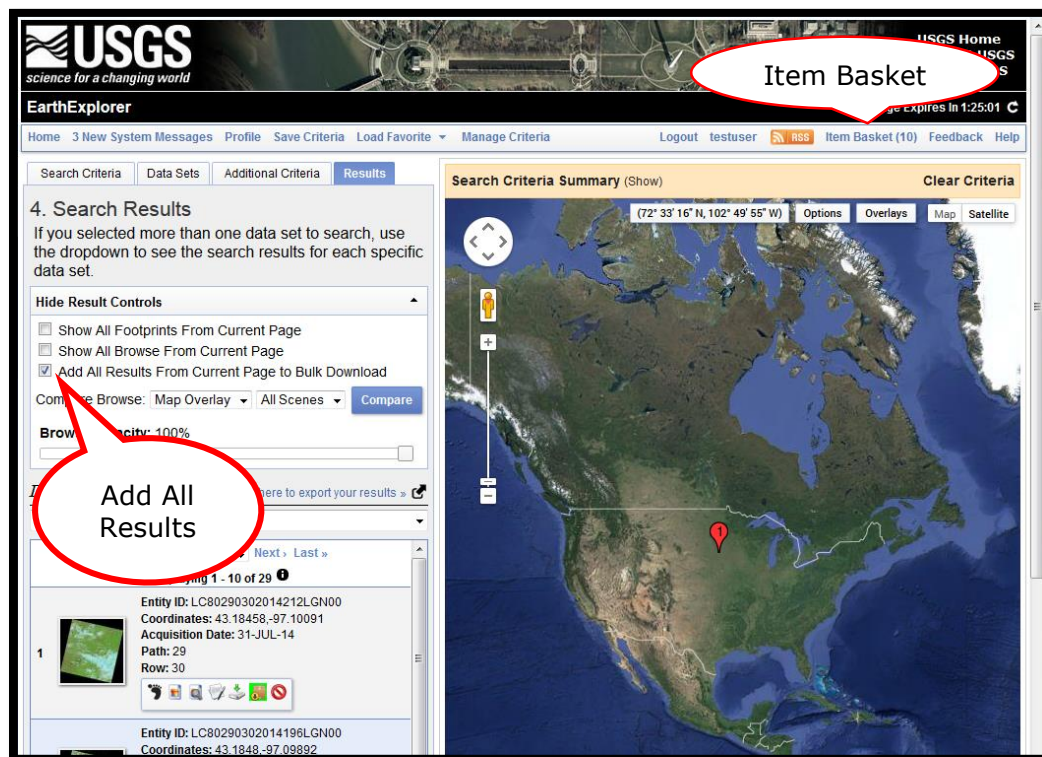 USGS
science for a changing world
USGS Home
USGS
S
Item Basket
EarthExplorer
Expires In 1:25:01
Home 3 New System Messages Profile Save Criteria Load Favorite Manage Criteria Logout testuser RSS Item Basket (10) Feedback Help
Search Criteria Data Sets Additional Criteria Results
4. Search Results
If you selected more than one data set to search, use
the dropdown to see the search results for each specific
data set.
Hide Result Controls
Show All Footprints From Current Page
Show All Browse From Current Page
Add All Results From Current Page to Bulk Download
Compare Browse: Map Overlay All Scenes Compare
100%
Add All
Results
here to export your results »
Next › Last »
1 - 10 of 29
1
Entity ID: LC80290302014212LGN00
Coordinates: 43.18458,-97.10091
Acquisition Date: 31-JUL-14
Path: 29
Row: 30
Entity ID: LC80290302014196LGN00
Coordinates: 43.1848,-97.09892
Search Criteria Summary (Show) Clear Criteria
(72° 33' 16" N, 102° 49' 55" W) Options Overlays Map Satellite
1